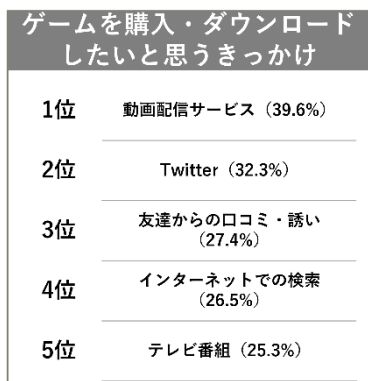 ゲームを購入・ダウンロード
したいと思うきっかけ
1位 動画配信サービス（39.6%）
2位 Twitter（32.3%）
3位 友達からの口コミ・誘い
（27.4%）
4位 インターネットでの検索
（26.5%）
5位 テレビ番組（25.3%）